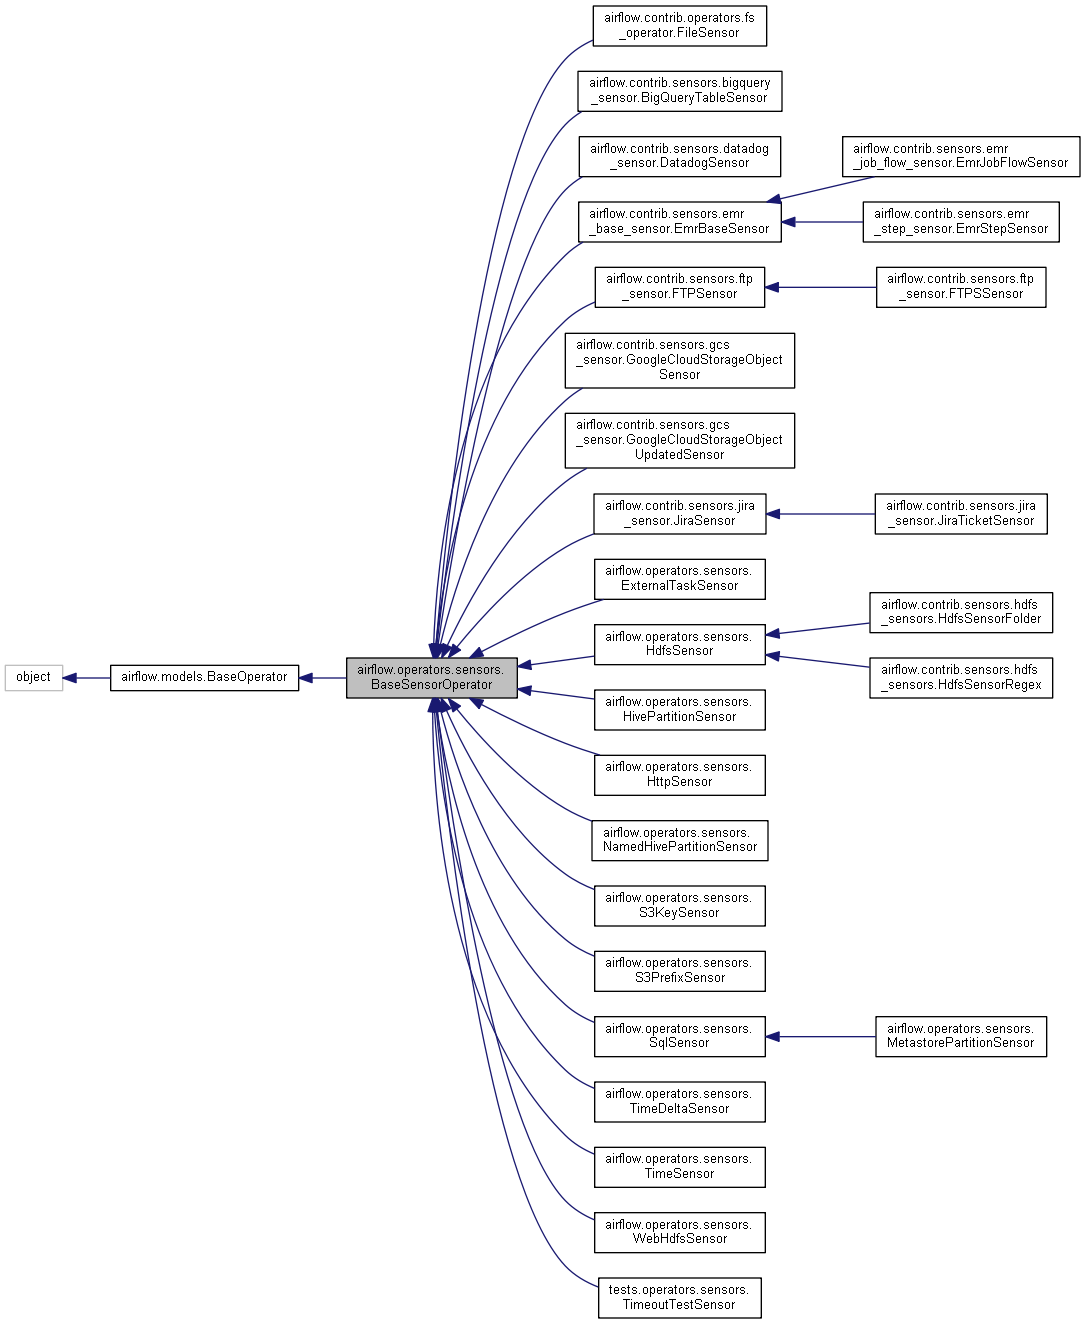 object
airflow.models.BaseOperator
airflow.operators.sensors.
BaseSensorOperator
airflow.contrib.operators.fs
_operator.FileSensor
airflow.contrib.sensors.bigquery
_sensor.BigQueryTableSensor
airflow.contrib.sensors.datadog
_sensor.DatadogSensor
airflow.contrib.sensors.emr
_base_sensor.EmrBaseSensor
airflow.contrib.sensors.emr
_job_flow_sensor.EmrJobFlowSensor
airflow.contrib.sensors.emr
_step_sensor.EmrStepSensor
airflow.contrib.sensors.ftp
_sensor.FTPSensor
airflow.contrib.sensors.ftp
_sensor.FTPSSensor
airflow.contrib.sensors.gcs
_sensor.GoogleCloudStorageObject
Sensor
airflow.contrib.sensors.gcs
_sensor.GoogleCloudStorageObject
UpdatedSensor
airflow.contrib.sensors.jira
_sensor.JiraSensor
airflow.contrib.sensors.jira
_sensor.JiraTicketSensor
airflow.operators.sensors.
ExternalTaskSensor
airflow.operators.sensors.
HdfsSensor
airflow.contrib.sensors.hdfs
_sensors.HdfsSensorFolder
airflow.contrib.sensors.hdfs
_sensors.HdfsSensorRegex
airflow.operators.sensors.
HivePartitionSensor
airflow.operators.sensors.
HttpSensor
airflow.operators.sensors.
NamedHivePartitionSensor
airflow.operators.sensors.
S3KeySensor
airflow.operators.sensors.
S3PrefixSensor
airflow.operators.sensors.
SqlSensor
airflow.operators.sensors.
MetastorePartitionSensor
airflow.operators.sensors.
TimeDeltaSensor
airflow.operators.sensors.
TimeSensor
airflow.operators.sensors.
WebHdfsSensor
tests.operators.sensors.
TimeoutTestSensor